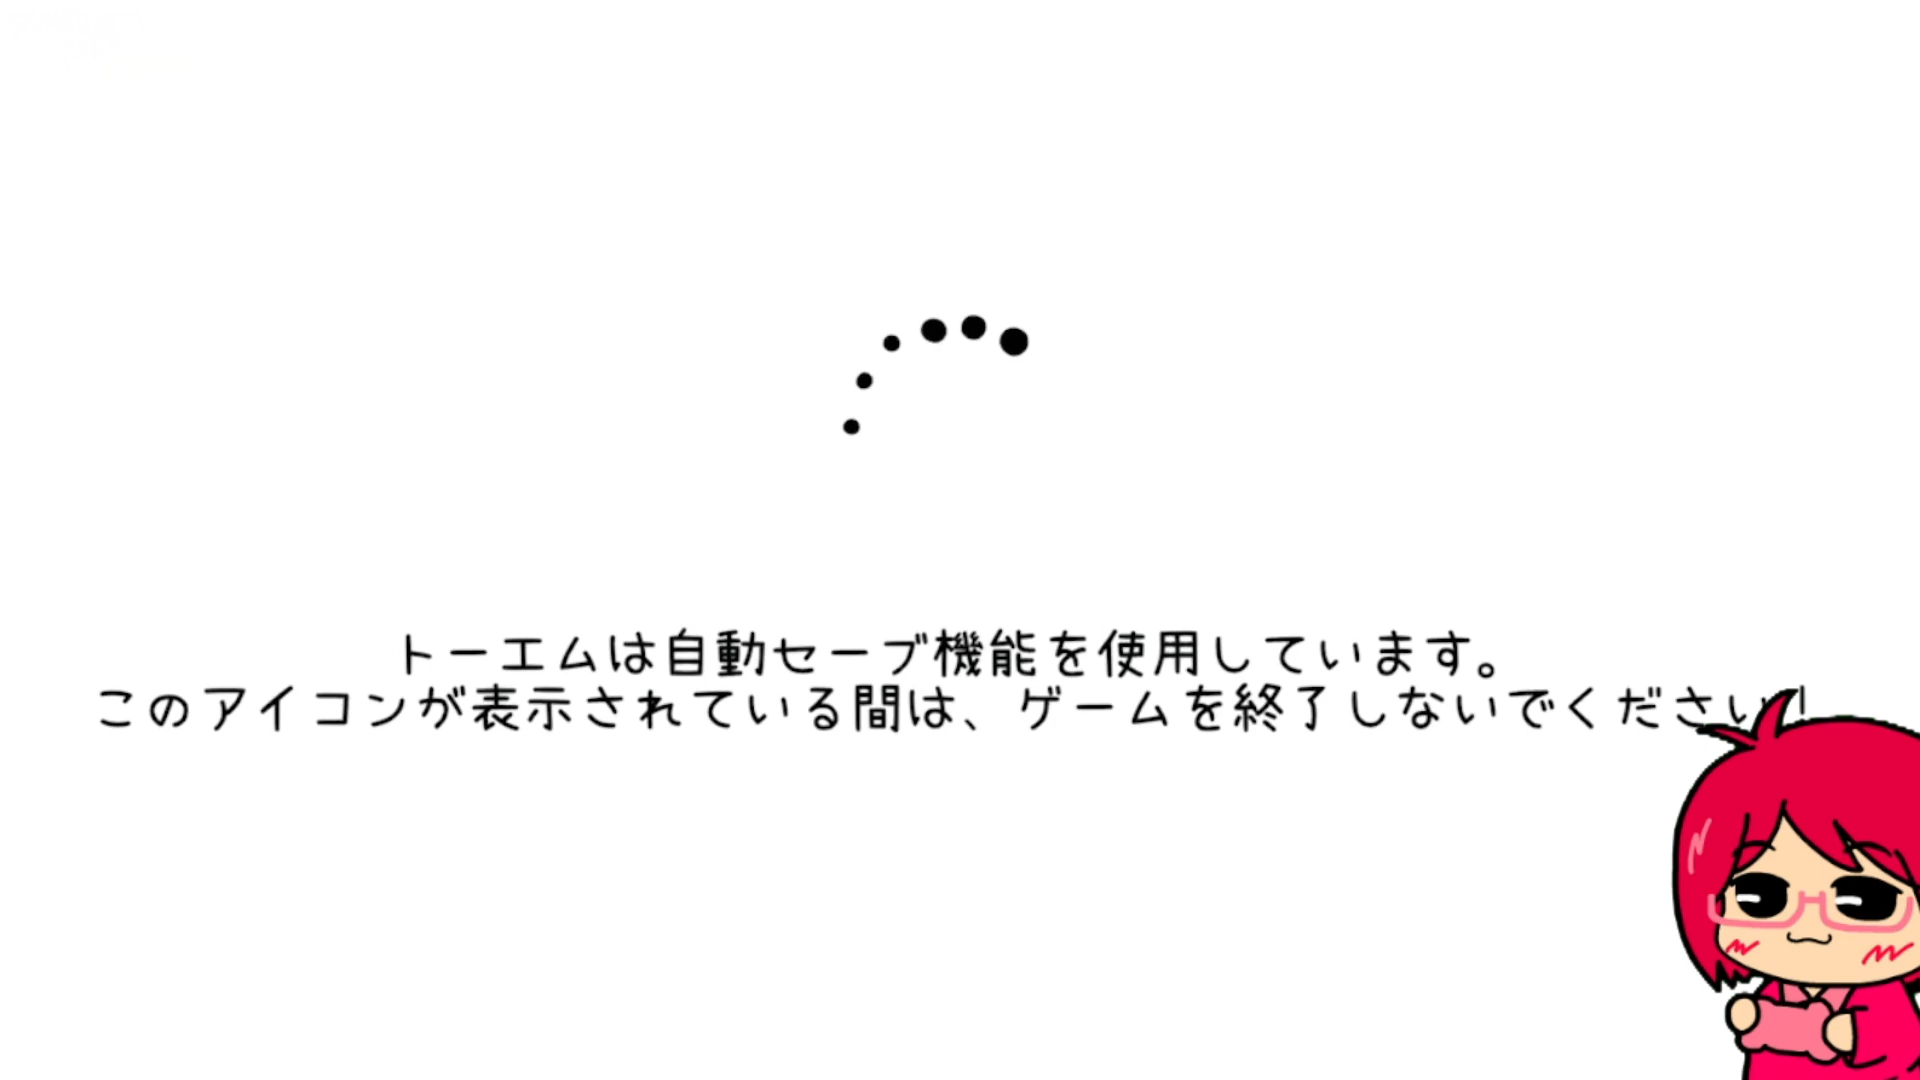 トーエムは自動セーブ機能を使用しています。
このアイコンが表示されている間は、ゲームを終了しないでください!